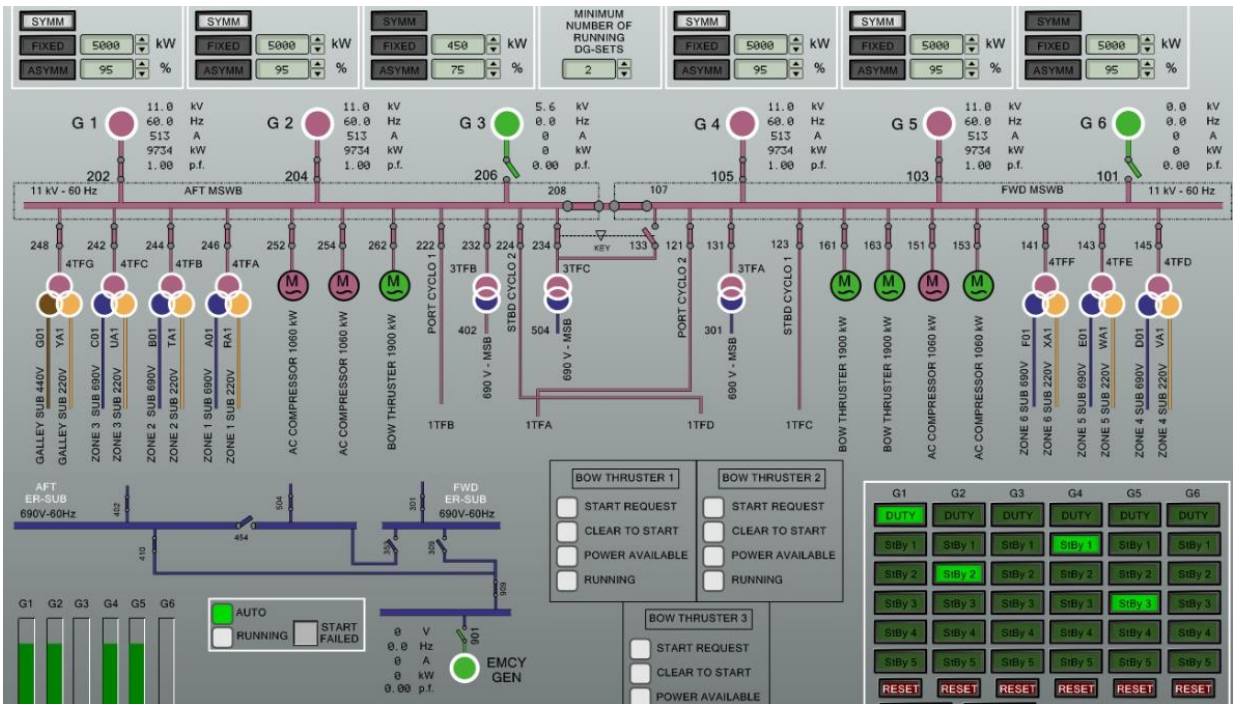 SYMM
FIXED 5000 kW
ASYMM 95 %
SYMM
FIXED 5000 kW
ASYMM 95 %
SYMM
FIXED 450 kW
ASYMM 75 %
MINIMUM
NUMBER OF
RUNNING
DG-SETS
2
SYMM
FIXED 5000 kW
ASYMM 95 %
SYMM
FIXED 5000 kW
ASYMM 95 %
SYMM
FIXED 5000 kW
ASYMM 95 %
G 1
11.0 kV
60.0 Hz
513 A
9734 kW
1.00 p.f.
202
G 2
11.0 kV
60.0 Hz
513 A
9734 kW
1.00 p.f.
204
G 3
5.6 kV
0.0 Hz
0 A
0 kW
0.00 p.f.
206
G 4
11.0 kV
60.0 Hz
513 A
9734 kW
1.00 p.f.
105
G 5
11.0 kV
60.0 Hz
513 A
9734 kW
1.00 p.f.
103
G 6
0.0 kV
0.0 Hz
0 A
0 kW
0.00 p.f.
101
11 kV - 60 Hz AFT MSWB 208 107 FWD MSWB 11 kV - 60 Hz
248 242 244 246 252 254 262 222 232 224 234 KEY 133 121 131 123 161 163 151 153 141 143 145
4TFG 4TFC 4TFB 4TFA 3TFB 3TFC 3TFA 4TFF 4TFE 4TFD
M M M M M M M
GALLEY SUB 440V G01
GALLEY SUB 220V YA1
ZONE 3 SUB 690V C01
ZONE 3 SUB 220V UA1
ZONE 2 SUB 690V B01
ZONE 2 SUB 220V TA1
ZONE 1 SUB 690V A01
ZONE 1 SUB 220V RA1
AC COMPRESSOR 1060 kW
AC COMPRESSOR 1060 kW
BOW THRUSTER 1900 kW
PORT CYCLO 1
1TFB
402
690 V - MSB
STBD CYCLO 2
504
690 V - MSB
1TFA
PORT CYCLO 2
1TFD
301
690 V - MSB
STBD CYCLO 1
1TFC
BOW THRUSTER 1900 kW
BOW THRUSTER 1900 kW
AC COMPRESSOR 1060 kW
AC COMPRESSOR 1060 kW
ZONE 6 SUB 690V F01
ZONE 6 SUB 220V XA1
ZONE 5 SUB 690V E01
ZONE 5 SUB 220V WA1
ZONE 4 SUB 690V D01
ZONE 4 SUB 220V VA1
AFT
ER-SUB
690V-60Hz
402
504
301
FWD
ER-SUB
690V-60Hz
410
454
309
909
901
0 V
0.0 Hz
0 A
0 kW
0.00 p.f.
EMCY
GEN
G1 G2 G3 G4 G5 G6
AUTO
RUNNING
START
FAILED
BOW THRUSTER 1
START REQUEST
CLEAR TO START
POWER AVAILABLE
RUNNING
BOW THRUSTER 2
START REQUEST
CLEAR TO START
POWER AVAILABLE
RUNNING
BOW THRUSTER 3
START REQUEST
CLEAR TO START
POWER AVAILABLE
G1 G2 G3 G4 G5 G6
DUTY DUTY DUTY DUTY DUTY DUTY
StBy 1 StBy 1 StBy 1 StBy 1 StBy 1 StBy 1
StBy 2 StBy 2 StBy 2 StBy 2 StBy 2 StBy 2
StBy 3 StBy 3 StBy 3 StBy 3 StBy 3 StBy 3
StBy 4 StBy 4 StBy 4 StBy 4 StBy 4 StBy 4
StBy 5 StBy 5 StBy 5 StBy 5 StBy 5 StBy 5
RESET RESET RESET RESET RESET RESET